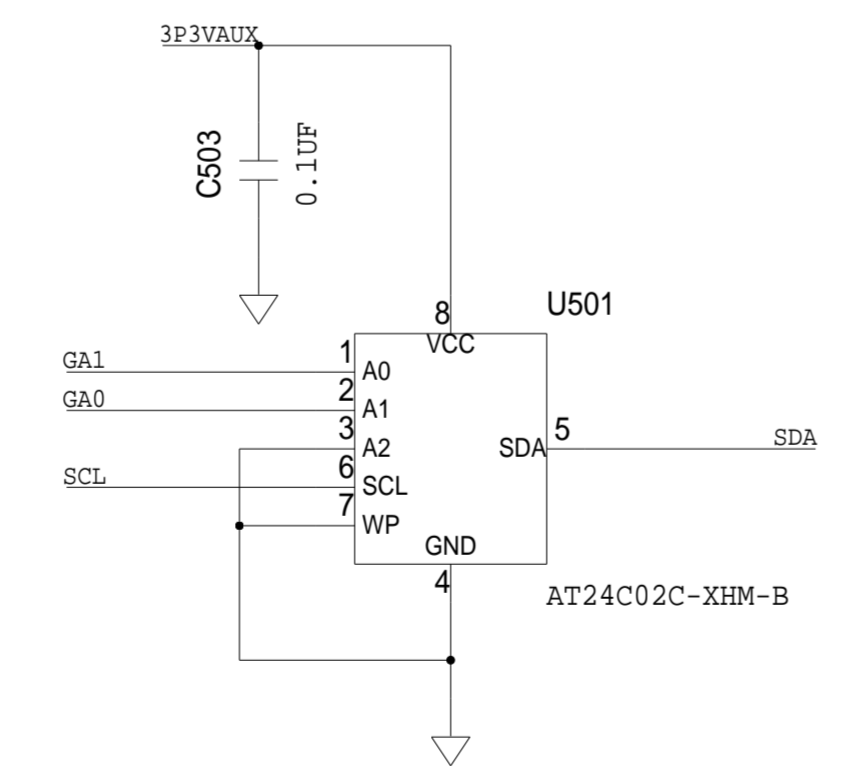 3P3VAUX
C503
0.1UF
U501
8
VCC
GA1
1
A0
GA0
2
A1
3
A2
SDA
5
SDA
SCL
6
SCL
7
WP
GND
4
AT24C02C-XHM-B